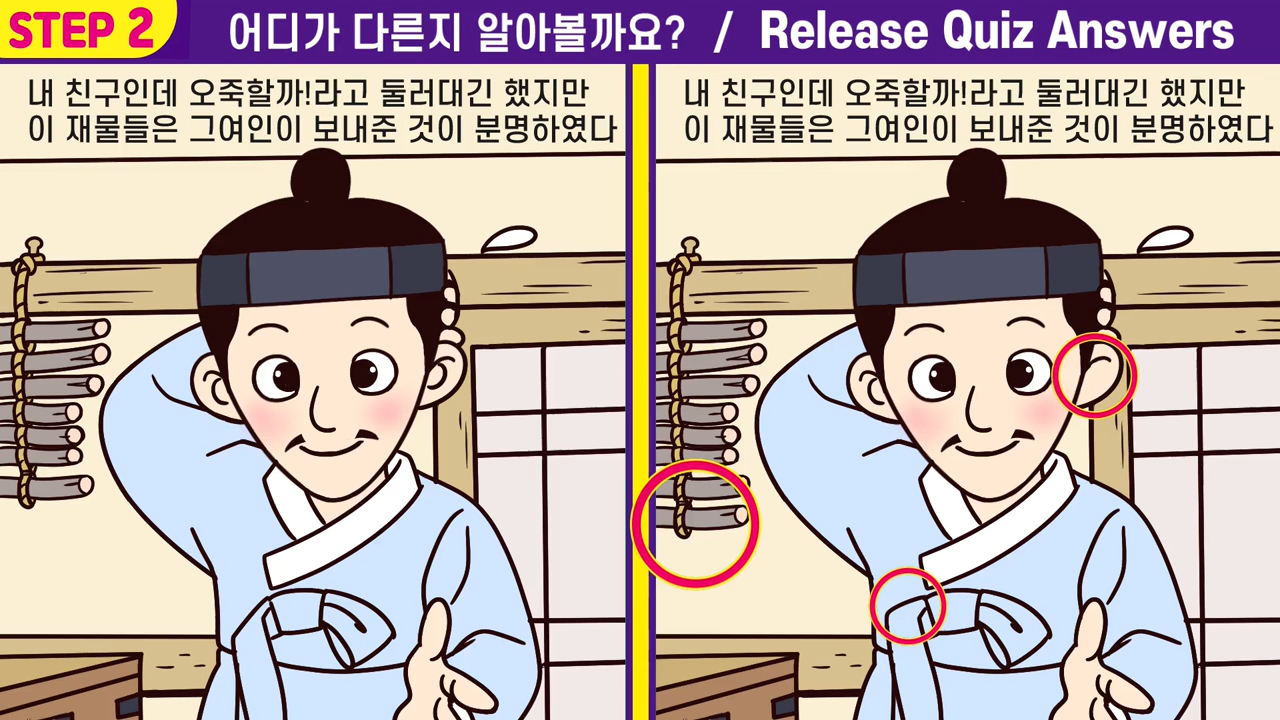 STEP 2
어디가 다른지 알아볼까요? / Release Quiz Answers
내 친구인데 오죽할까!라고 둘러대긴 했지만
이 재물들은 그여인이 보내준 것이 분명하였다
내 친구인데 오죽할까!라고 둘러대긴 했지만
이 재물들은 그여인이 보내준 것이 분명하였다